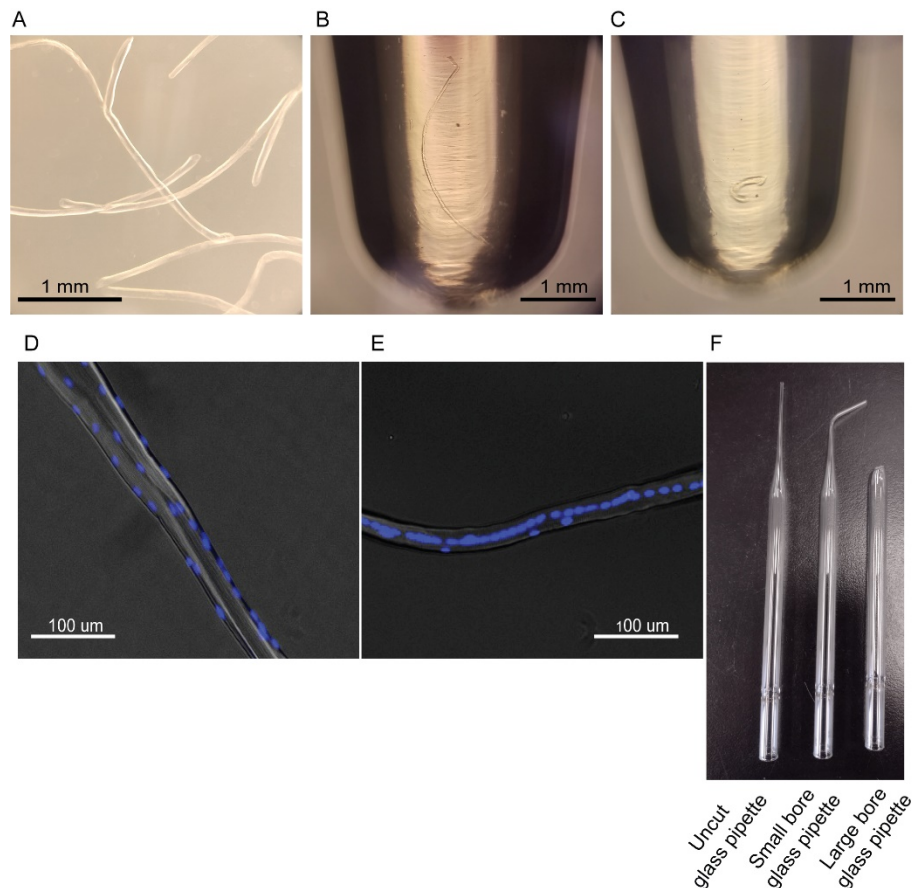 A
B
C
1 mm
1 mm
1 mm
D
E
F
100 um
100 um
Uncut
glass pipette
Small bore
glass pipette
Large bore
glass pipette